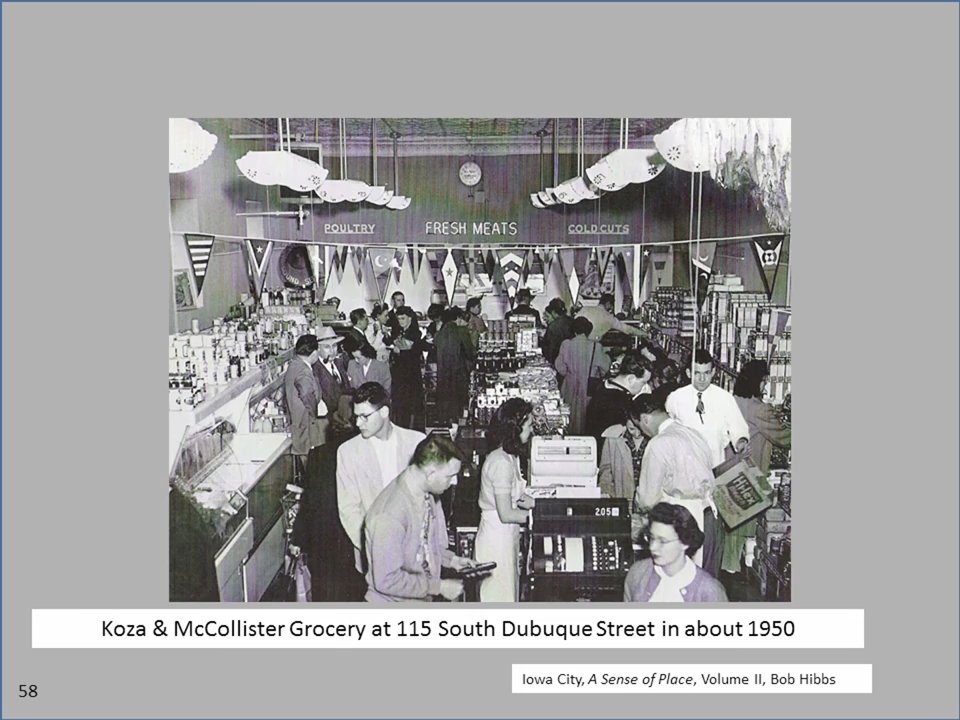 POULTRY FRESH MEATS COLD CUTS
205
Hilex
Koza & McCollister Grocery at 115 South Dubuque Street in about 1950
Iowa City, A Sense of Place, Volume II, Bob Hibbs
58